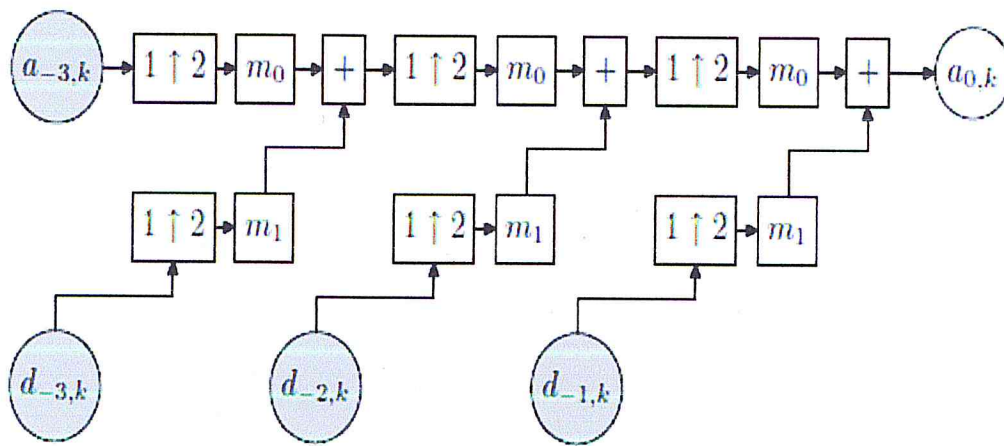 a₋₃,ₖ 1 ↑ 2 m₀ + 1 ↑ 2 m₀ + 1 ↑ 2 m₀ + a₀,ₖ
1 ↑ 2 m₁ 1 ↑ 2 m₁ 1 ↑ 2 m₁
d₋₃,ₖ d₋₂,ₖ d₋₁,ₖ